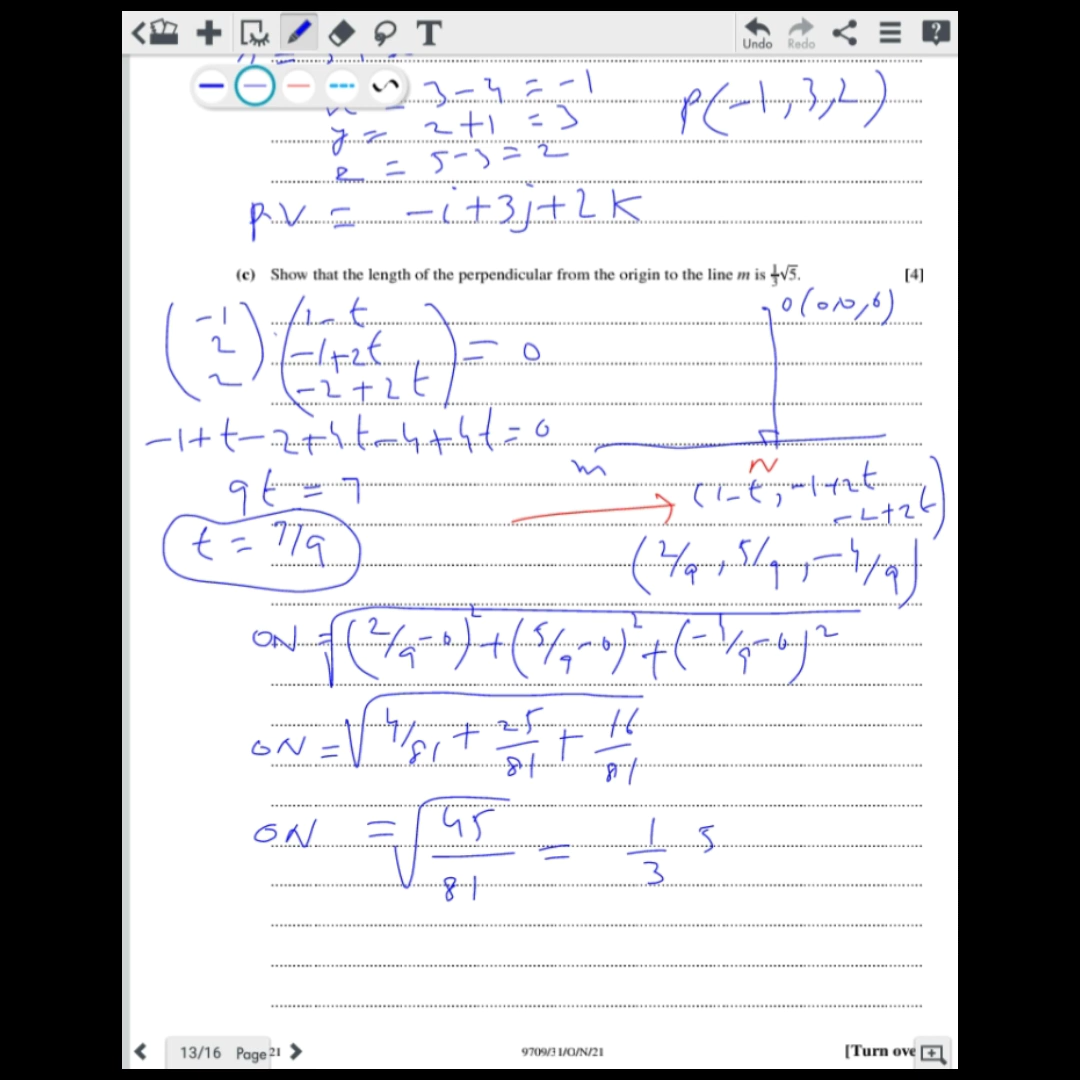 T
Undo
Redo
?
3-4 = -1
y = 2+1 = 3
z = 5-3 = 2
P(-1,3,2)
P.V = -i+3j+2K
(c) Show that the length of the perpendicular from the origin to the line m is ⅓√5. [4]
(-1 2 2) . (1-t -1+2t -2+2t) = 0
O(0,0,0)
-1+t-2+4t-4+4t=0
m
N
9t = 7
(1-t, -1+2t
-2+2t)
t = 7/9
(2/9, 5/9, -4/9)
ON = √(2/9-0)²+(5/9-0)²+(-4/9-0)²
ON = √4/81 + 25/81 + 16/81
ON = √45/81 = 1/3 5
13/16 Page 21
9709/31/O/N/21
[Turn ove